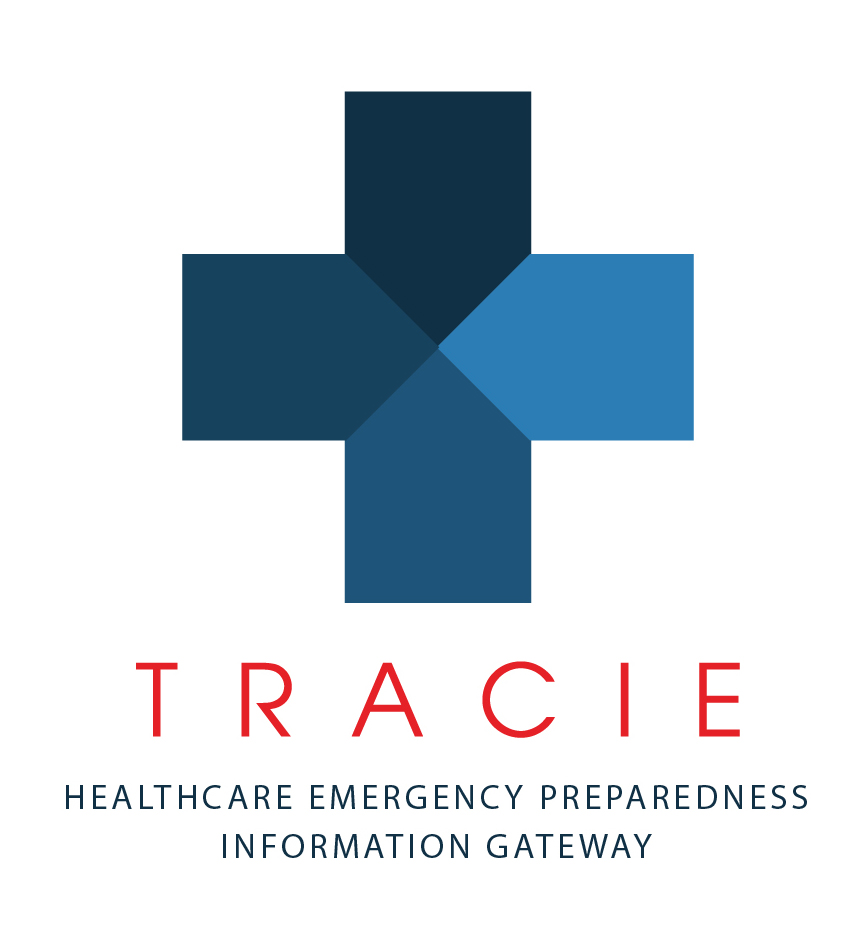 TRACIE
HEALTHCARE EMERGENCY PREPAREDNESS
INFORMATION GATEWAY